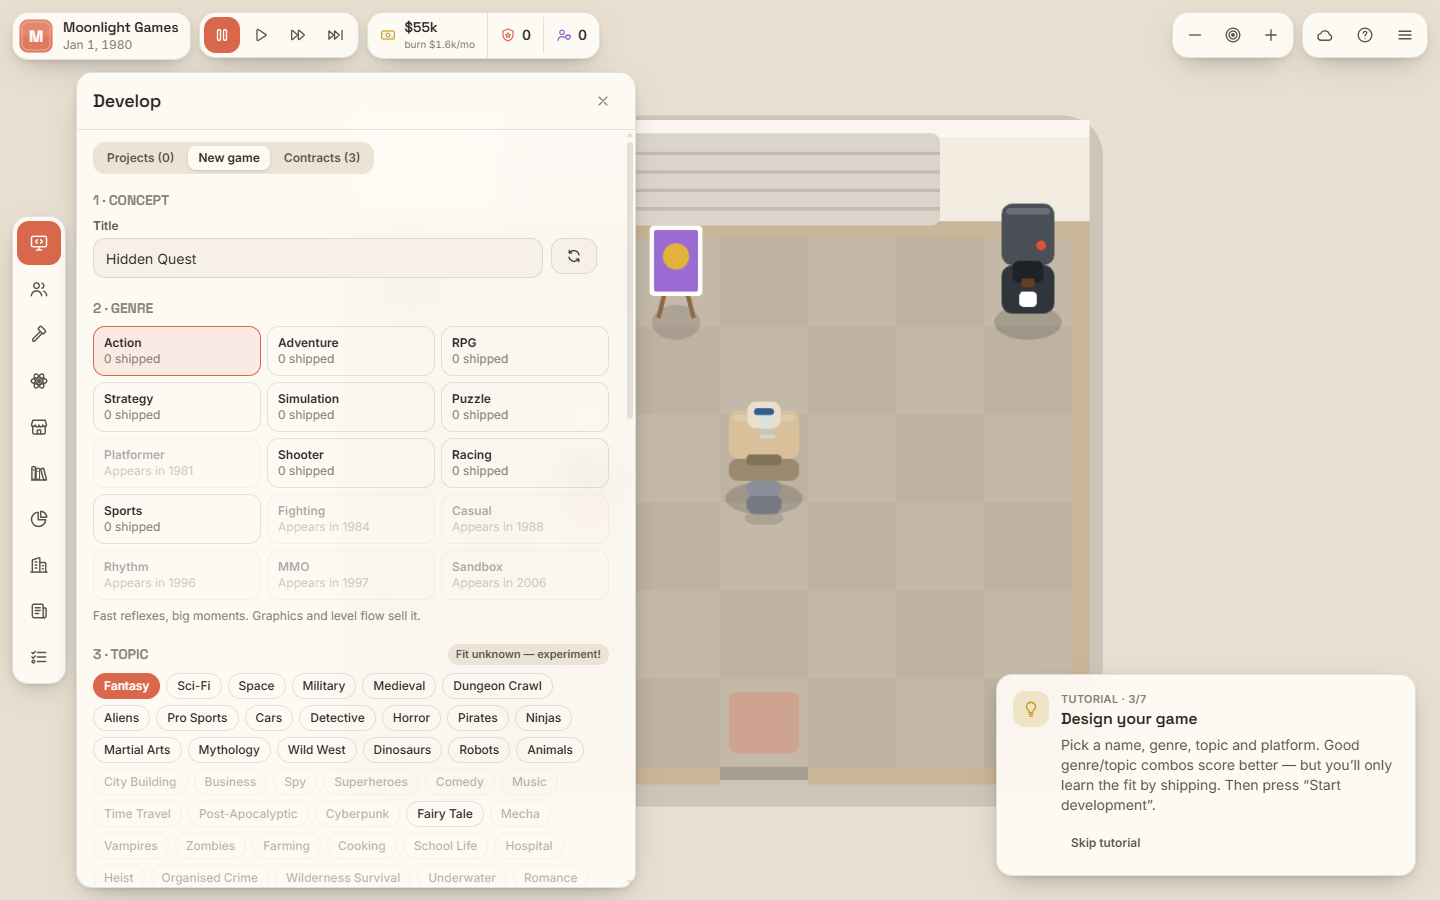 M
Moonlight Games
Jan 1, 1980
$55k
burn $1.6k/mo
0
0
Develop
Projects (0)
New game
Contracts (3)
1 · CONCEPT
Title
Hidden Quest
2 · GENRE
Action
0 shipped
Adventure
0 shipped
RPG
0 shipped
Strategy
0 shipped
Simulation
0 shipped
Puzzle
0 shipped
Platformer
Appears in 1981
Shooter
0 shipped
Racing
0 shipped
Sports
0 shipped
Fighting
Appears in 1984
Casual
Appears in 1988
Rhythm
Appears in 1996
MMO
Appears in 1997
Sandbox
Appears in 2006
Fast reflexes, big moments. Graphics and level flow sell it.
3 · TOPIC
Fit unknown — experiment!
Fantasy Sci-Fi Space Military Medieval Dungeon Crawl
Aliens Pro Sports Cars Detective Horror Pirates Ninjas
Martial Arts Mythology Wild West Dinosaurs Robots Animals
City Building Business Spy Superheroes Comedy Music
Time Travel Post-Apocalyptic Cyberpunk Fairy Tale Mecha
Vampires Zombies Farming Cooking School Life Hospital
Heist Organised Crime Wilderness Survival Underwater Romance
TUTORIAL · 3/7
Design your game
Pick a name, genre, topic and platform. Good
genre/topic combos score better — but you’ll only
learn the fit by shipping. Then press “Start
development”.
Skip tutorial